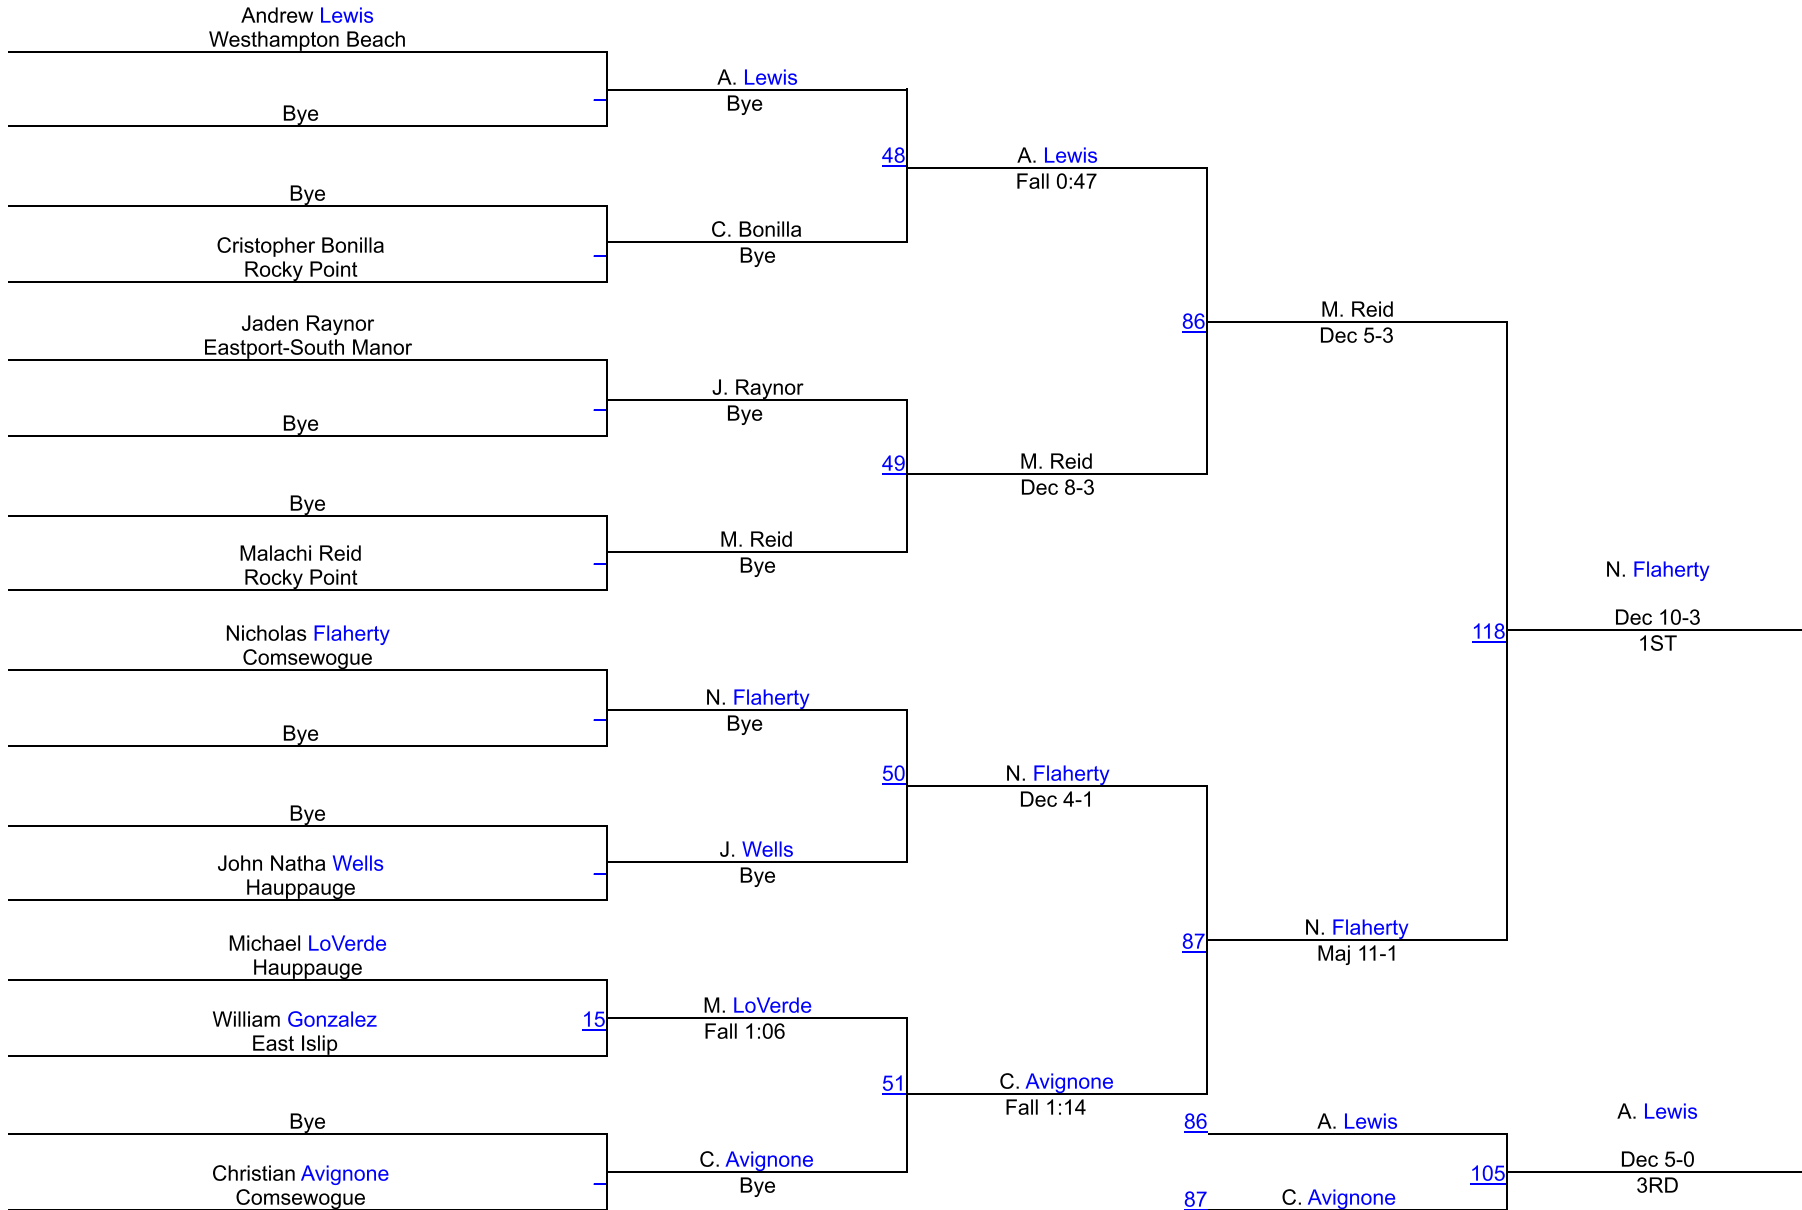 Andrew Lewis
Westhampton Beach
Bye
Bye
Cristopher Bonilla
Rocky Point
Jaden Raynor
Eastport-South Manor
Bye
Bye
Malachi Reid
Rocky Point
Nicholas Flaherty
Comsewogue
Bye
Bye
John Natha Wells
Hauppauge
Michael LoVerde
Hauppauge
William Gonzalez
East Islip
15
Bye
Christian Avignone
Comsewogue
A. Lewis
Bye
48
C. Bonilla
Bye
J. Raynor
Bye
49
M. Reid
Bye
N. Flaherty
Bye
50
J. Wells
Bye
M. LoVerde
Fall 1:06
51
C. Avignone
Bye
A. Lewis
Fall 0:47
86
M. Reid
Dec 8-3
N. Flaherty
Dec 4-1
87
C. Avignone
Fall 1:14
M. Reid
Dec 5-3
118
N. Flaherty
Maj 11-1
N. Flaherty
Dec 10-3
1ST
86
A. Lewis
105
87
C. Avignone
A. Lewis
Dec 5-0
3RD